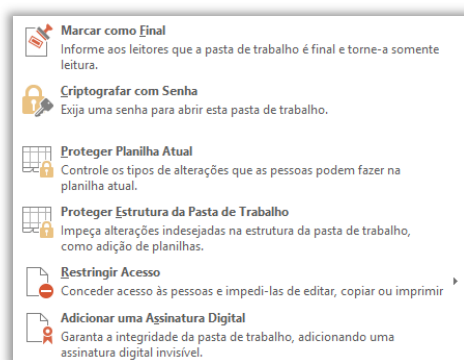 Marcar como Final
Informe aos leitores que a pasta de trabalho é final e torne-a somente
leitura.
Criptografar com Senha
Exija uma senha para abrir esta pasta de trabalho.
Proteger Planilha Atual
Controle os tipos de alterações que as pessoas podem fazer na
planilha atual.
Proteger Estrutura da Pasta de Trabalho
Impeça alterações indesejadas na estrutura da pasta de trabalho,
como adição de planilhas.
Restringir Acesso
Conceder acesso às pessoas e impedi-las de editar, copiar ou imprimir
Adicionar uma Assinatura Digital
Garanta a integridade da pasta de trabalho, adicionando uma
assinatura digital invisível.